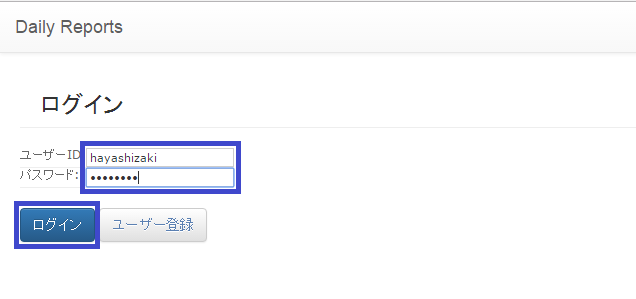 Daily Reports
ログイン
ユーザーID hayashizaki
パスワード: ••••••••
ログイン ユーザー登録